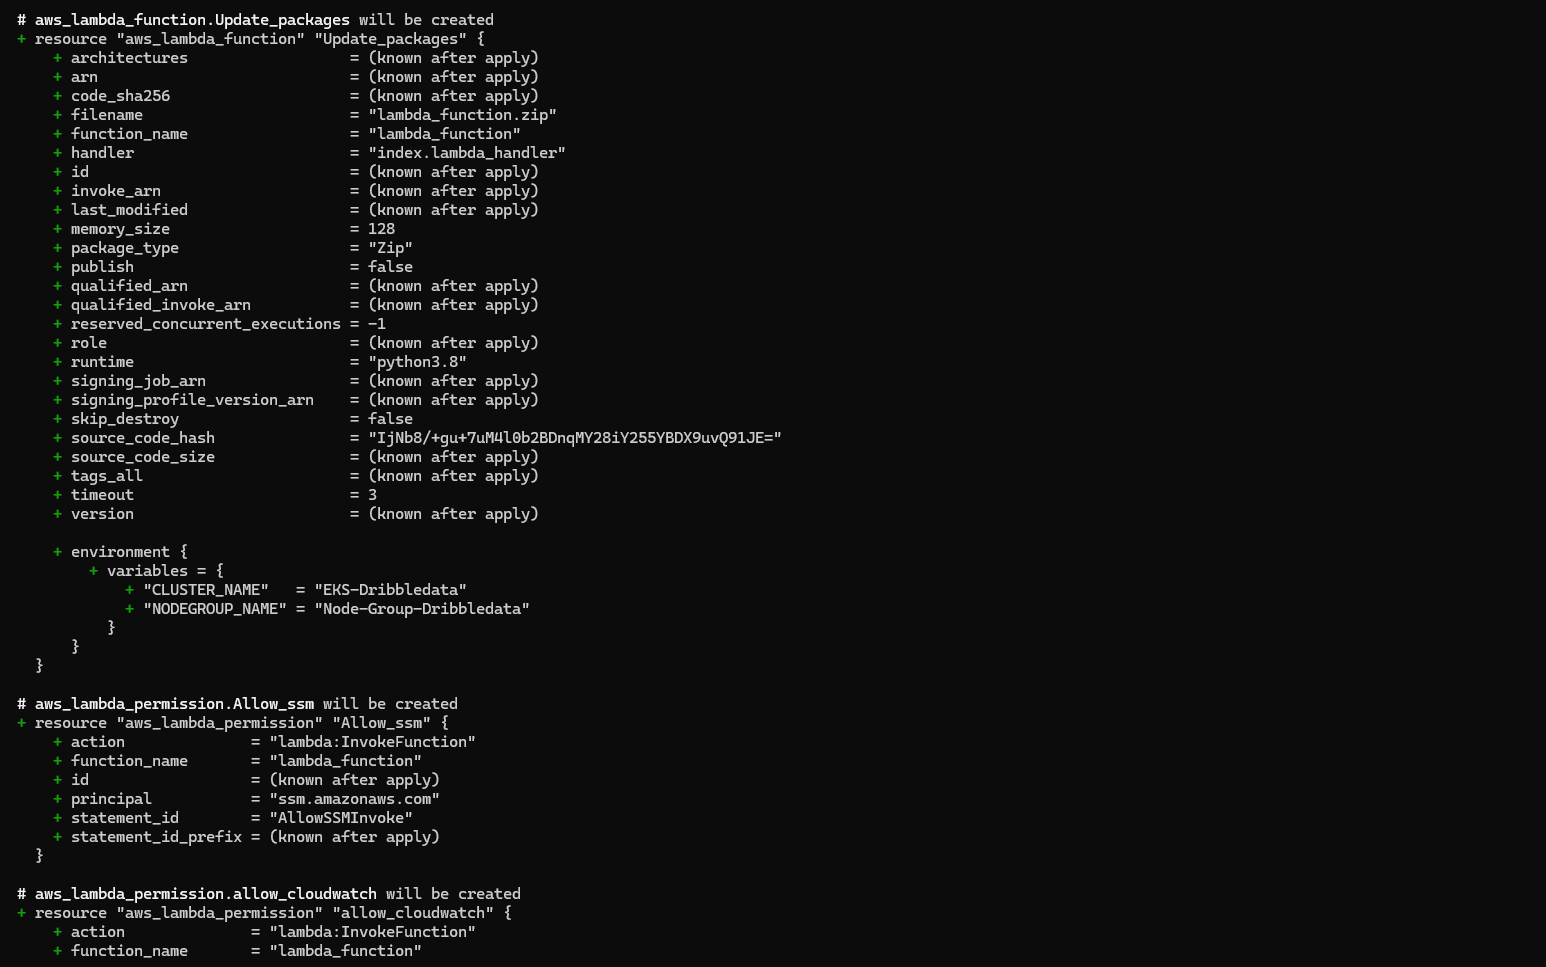 # aws_lambda_function.Update_packages will be created
+ resource "aws_lambda_function" "Update_packages" {
    + architectures                  = (known after apply)
    + arn                            = (known after apply)
    + code_sha256                    = (known after apply)
    + filename                       = "lambda_function.zip"
    + function_name                  = "lambda_function"
    + handler                        = "index.lambda_handler"
    + id                             = (known after apply)
    + invoke_arn                     = (known after apply)
    + last_modified                  = (known after apply)
    + memory_size                    = 128
    + package_type                   = "Zip"
    + publish                        = false
    + qualified_arn                  = (known after apply)
    + qualified_invoke_arn           = (known after apply)
    + reserved_concurrent_executions = -1
    + role                           = (known after apply)
    + runtime                        = "python3.8"
    + signing_job_arn                = (known after apply)
    + signing_profile_version_arn    = (known after apply)
    + skip_destroy                   = false
    + source_code_hash               = "IjNb8/+gu+7uM4l0b2BDnqMY28iY255YBDX9uvQ91JE="
    + source_code_size               = (known after apply)
    + tags_all                       = (known after apply)
    + timeout                        = 3
    + version                        = (known after apply)

    + environment {
        + variables = {
            + "CLUSTER_NAME"   = "EKS-Dribbledata"
            + "NODEGROUP_NAME" = "Node-Group-Dribbledata"
          }
      }
  }

# aws_lambda_permission.Allow_ssm will be created
+ resource "aws_lambda_permission" "Allow_ssm" {
    + action              = "lambda:InvokeFunction"
    + function_name       = "lambda_function"
    + id                  = (known after apply)
    + principal           = "ssm.amazonaws.com"
    + statement_id        = "AllowSSMInvoke"
    + statement_id_prefix = (known after apply)
  }

# aws_lambda_permission.allow_cloudwatch will be created
+ resource "aws_lambda_permission" "allow_cloudwatch" {
    + action              = "lambda:InvokeFunction"
    + function_name       = "lambda_function"